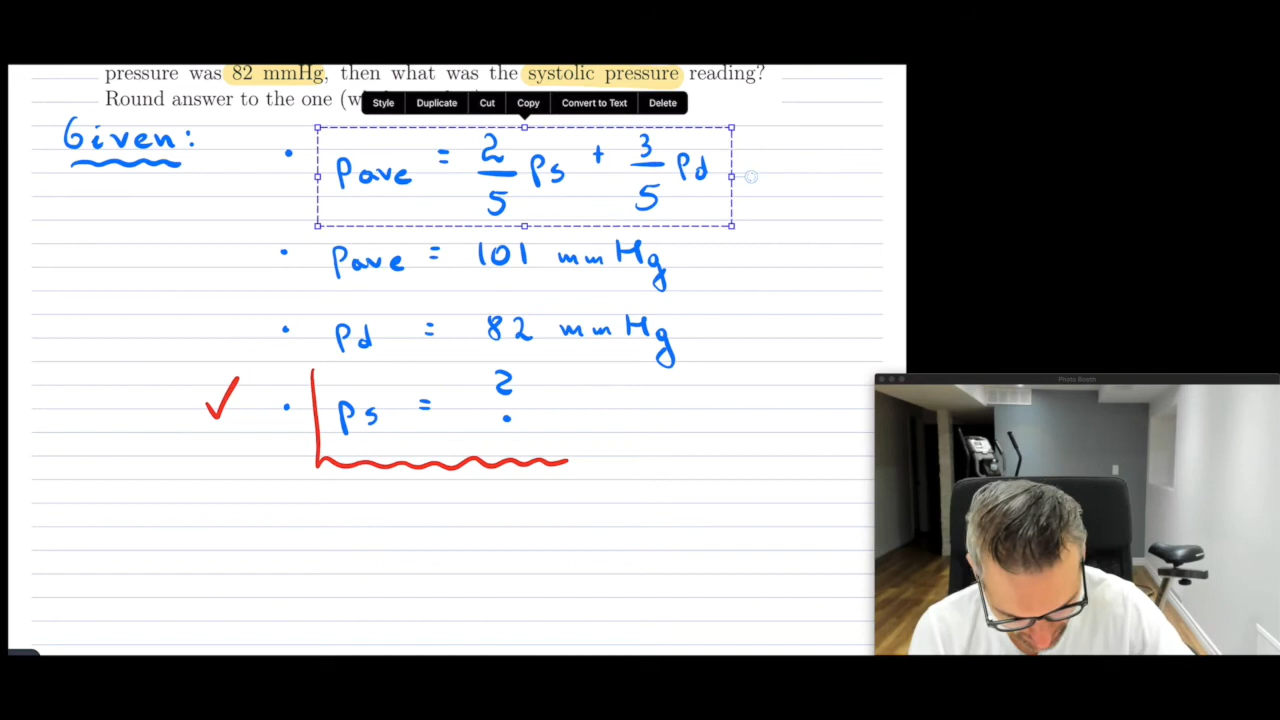 pressure was 82 mmHg, then what was the systolic pressure reading?
Round answer to the one
Style Duplicate Cut Copy Convert to Text Delete
Given:
• Pave = 2/5 Ps + 3/5 Pd
• Pave = 101 mmHg
• Pd = 82 mmHg
✓ • Ps = ?
Photo Booth